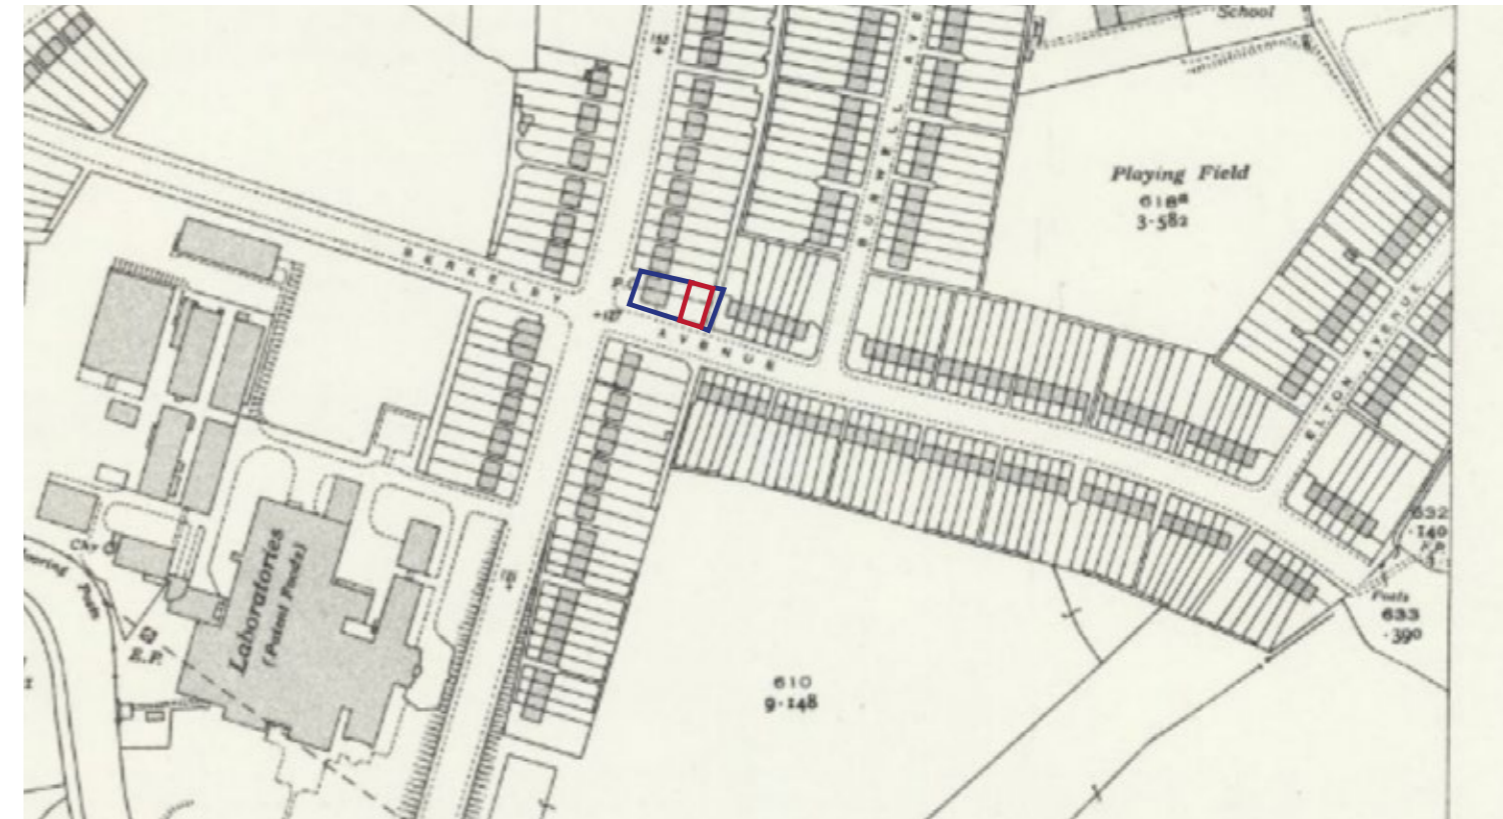 School
BURWELL AVE
Playing Field
618ª
3·582
BERKELEY
AVENUE
ELTON AVENUE
Laboratories
(Patent Foods)
E.P.
632
·140
F.B.
Posts
633
·390
610
9·148